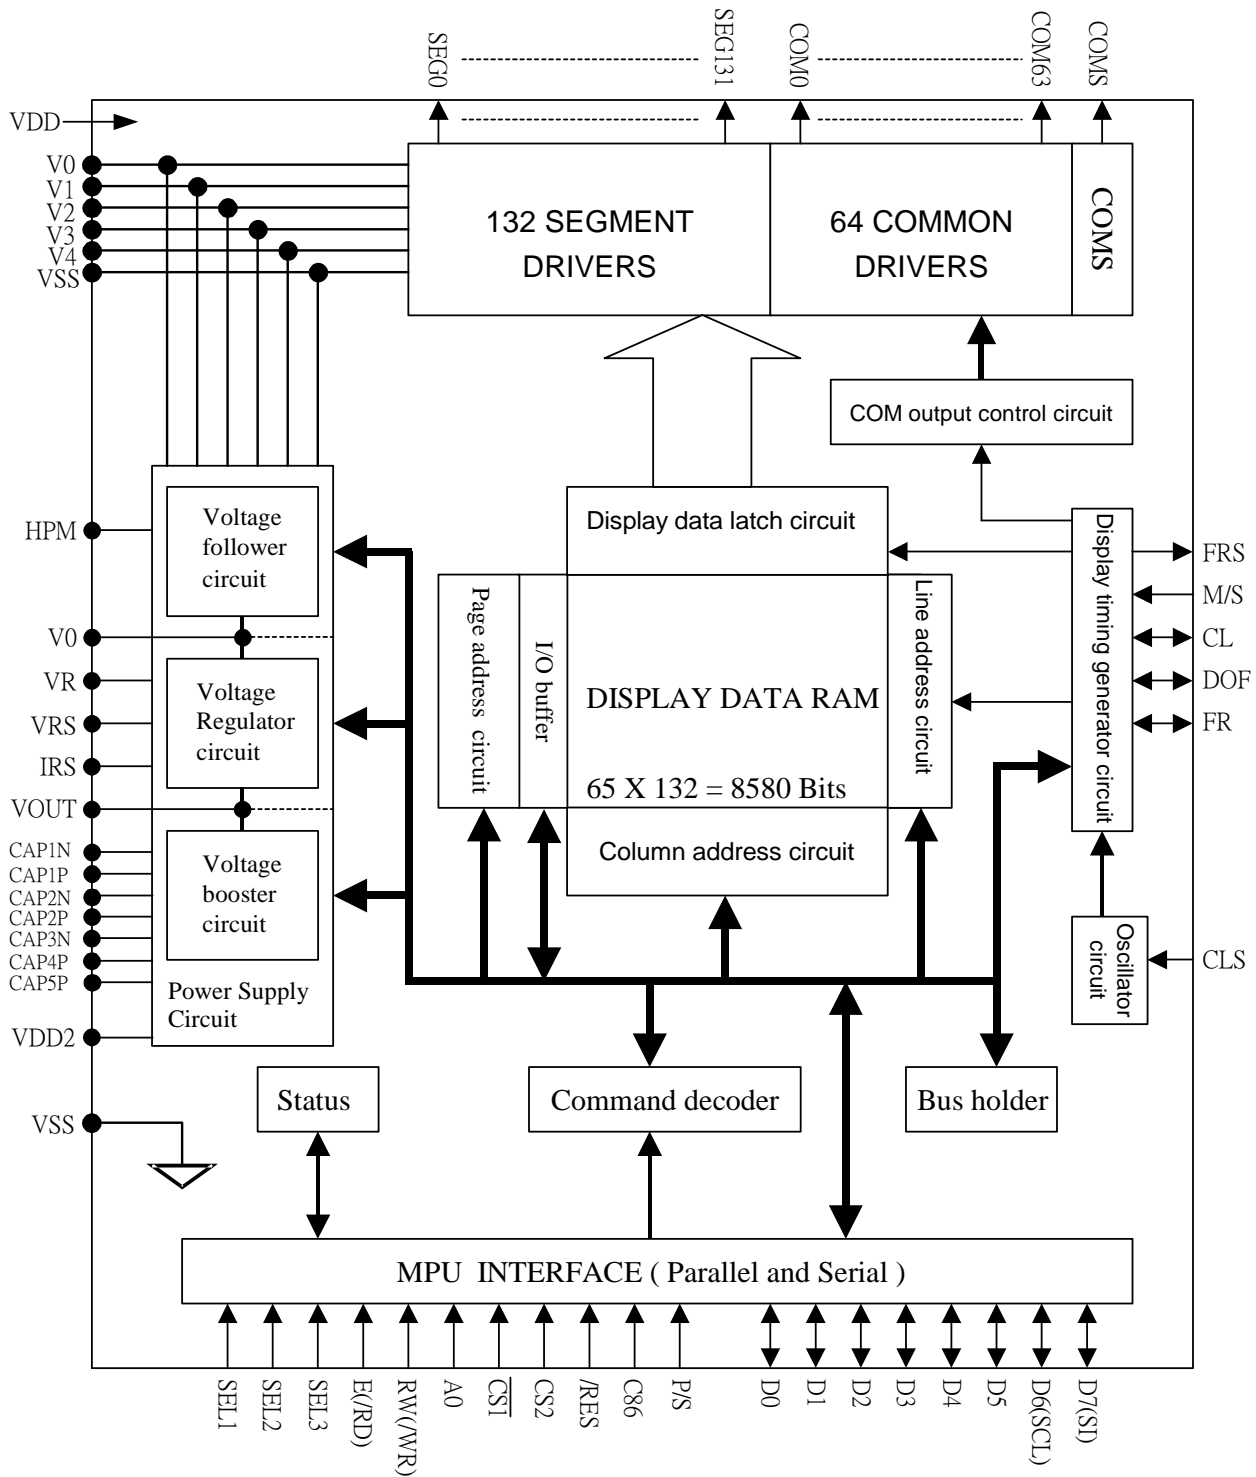 SEG0
SEG131
COM0
COM63
COMS
VDD
V0
V1
V2
V3
V4
VSS
132 SEGMENT
DRIVERS
64 COMMON
DRIVERS
COMS
COM output control circuit
HPM
V0
VR
VRS
IRS
VOUT
CAP1N
CAP1P
CAP2N
CAP2P
CAP3N
CAP4P
CAP5P
VDD2
VSS
Voltage
follower
circuit
Voltage
Regulator
circuit
Voltage
booster
circuit
Power Supply
Circuit
Display data latch circuit
Page address circuit
I/O buffer
DISPLAY DATA RAM
65 X 132 = 8580 Bits
Line address circuit
Column address circuit
Display timing generator circuit
FRS
M/S
CL
DOF
FR
Oscillator
circuit
CLS
Status
Command decoder
Bus holder
MPU INTERFACE ( Parallel and Serial )
SEL1
SEL2
SEL3
E(/RD)
RW(/WR)
A0
CS1
CS2
/RES
C86
P/S
D0
D1
D2
D3
D4
D5
D6(SCL)
D7(SI)